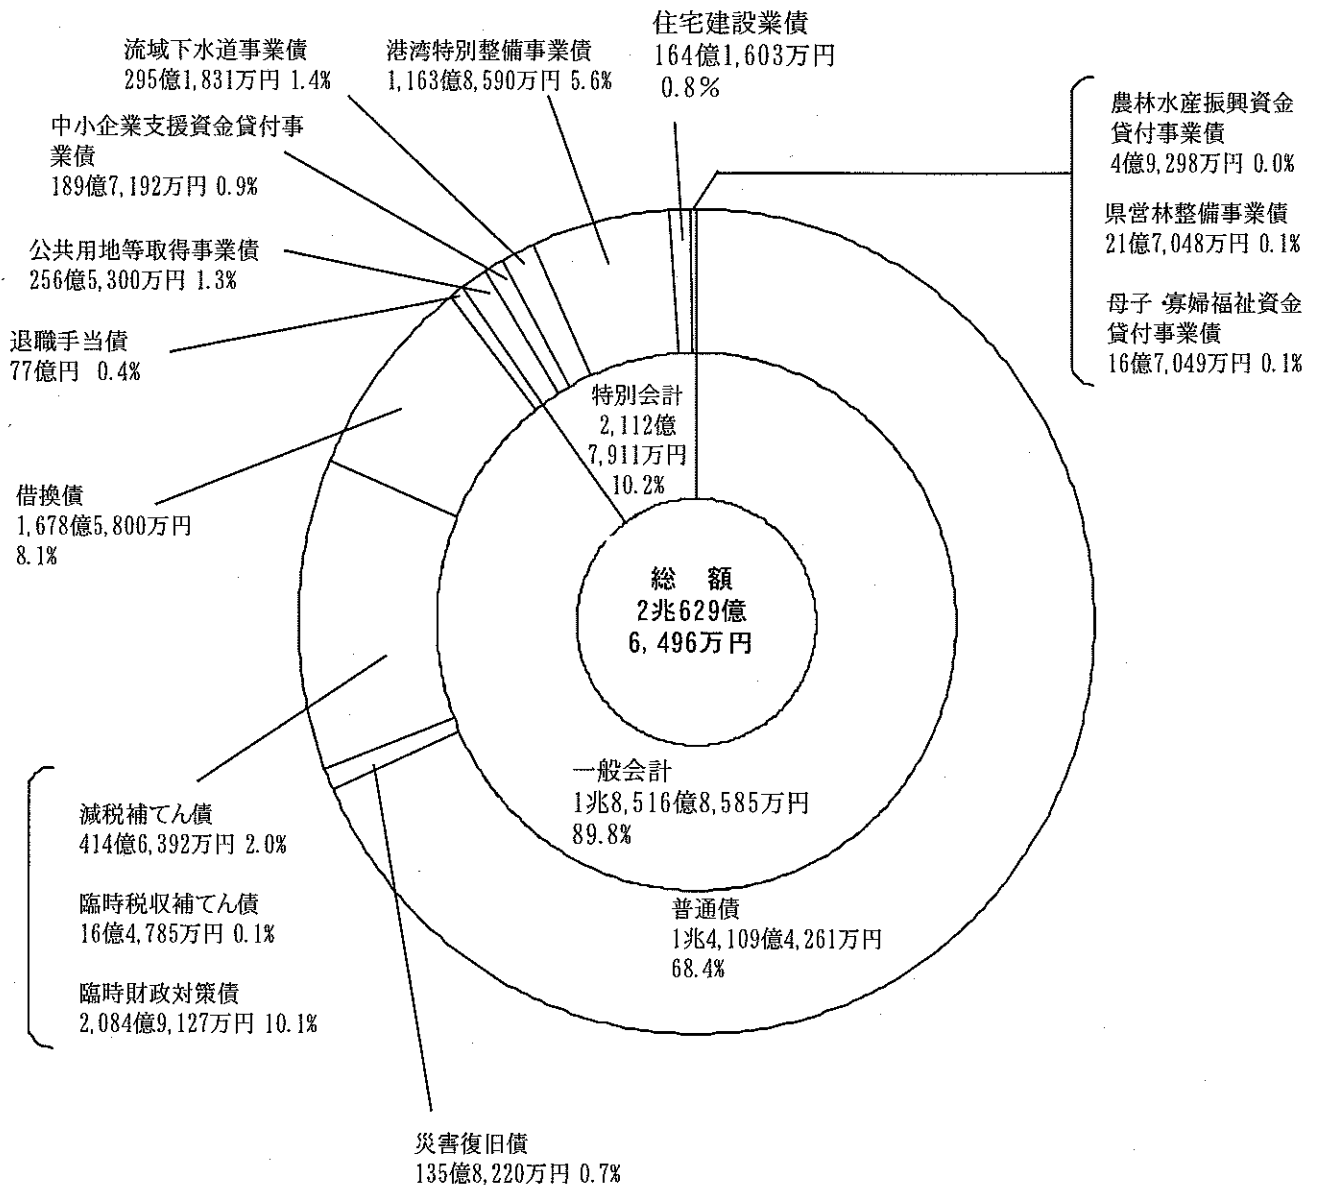 住宅建設業債
164億1,603万円
0.8%
流域下水道事業債
295億1,831万円 1.4%
港湾特別整備事業債
1,163億8,590万円 5.6%
中小企業支援資金貸付事
業債
189億7,192万円 0.9%
公共用地等取得事業債
256億5,300万円 1.3%
退職手当債
77億円 0.4%
借換債
1,678億5,800万円
8.1%
農林水産振興資金
貸付事業債
4億9,298万円 0.0%
県営林整備事業債
21億7,048万円 0.1%
母子・寡婦福祉資金
貸付事業債
16億7,049万円 0.1%
特別会計
2,112億
7,911万円
10.2%
総 額
2兆629億
6,496万円
一般会計
1兆8,516億8,585万円
89.8%
普通債
1兆4,109億4,261万円
68.4%
減税補てん債
414億6,392万円 2.0%
臨時税収補てん債
16億4,785万円 0.1%
臨時財政対策債
2,084億9,127万円 10.1%
災害復旧債
135億8,220万円 0.7%